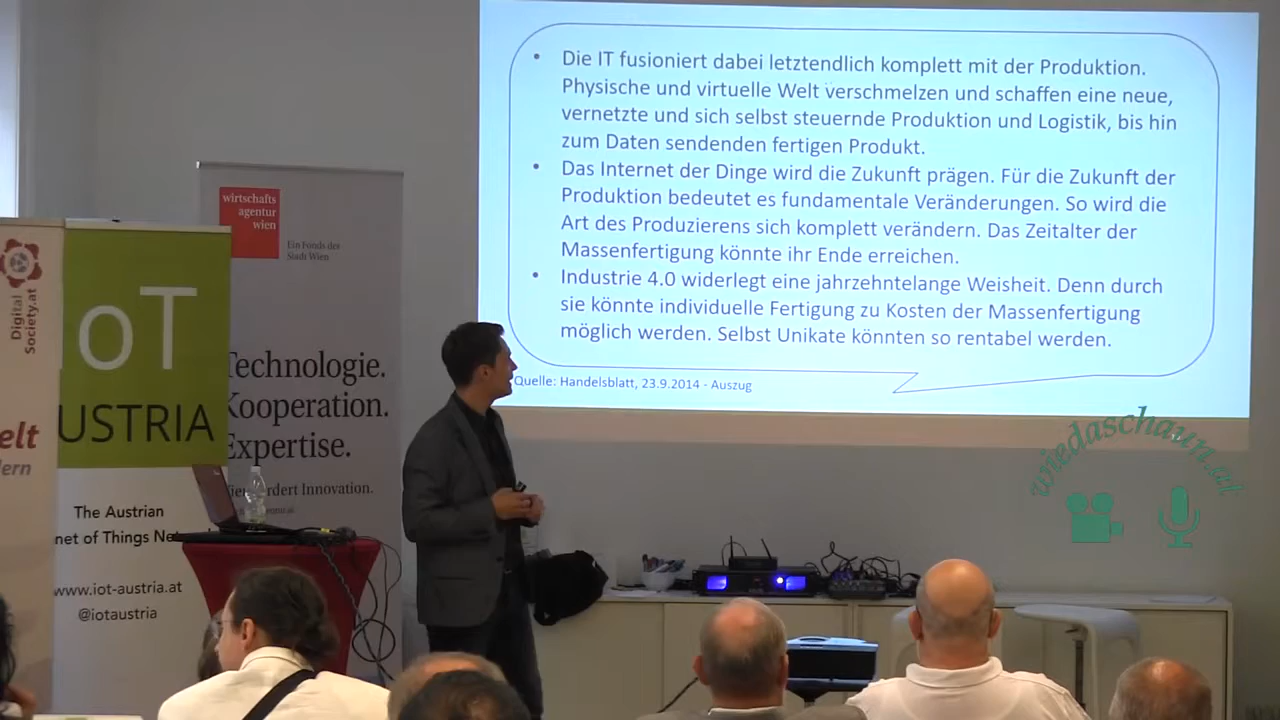 • Die IT fusioniert dabei letztendlich komplett mit der Produktion.
Physische und virtuelle Welt verschmelzen und schaffen eine neue,
vernetzte und sich selbst steuernde Produktion und Logistik, bis hin
zum Daten sendenden fertigen Produkt.
• Das Internet der Dinge wird die Zukunft prägen. Für die Zukunft der
Produktion bedeutet es fundamentale Veränderungen. So wird die
Art des Produzierens sich komplett verändern. Das Zeitalter der
Massenfertigung könnte ihr Ende erreichen.
• Industrie 4.0 widerlegt eine jahrzehntelange Weisheit. Denn durch
sie könnte individuelle Fertigung zu Kosten der Massenfertigung
möglich werden. Selbst Unikate könnten so rentabel werden.
Quelle: Handelsblatt, 23.9.2014 - Auszug
wirtschafts
agentur
wien
Ein Fonds der
Stadt Wien
Technologie.
Kooperation.
Expertise.
Innovation.
Digital
Society.at
IoT
AUSTRIA
The Austrian
net of Things
www.iot-austria.at
@iotaustria
wiedaschaun.at